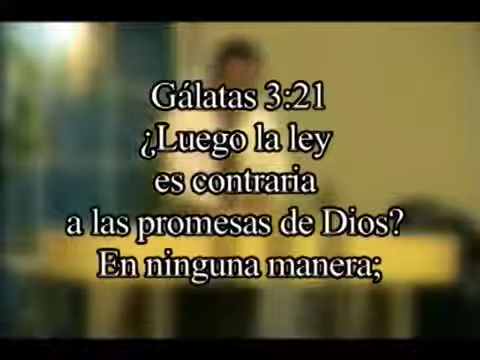 Gálatas 3:21
¿Luego la ley
es contraria
a las promesas de Dios?
En ninguna manera;